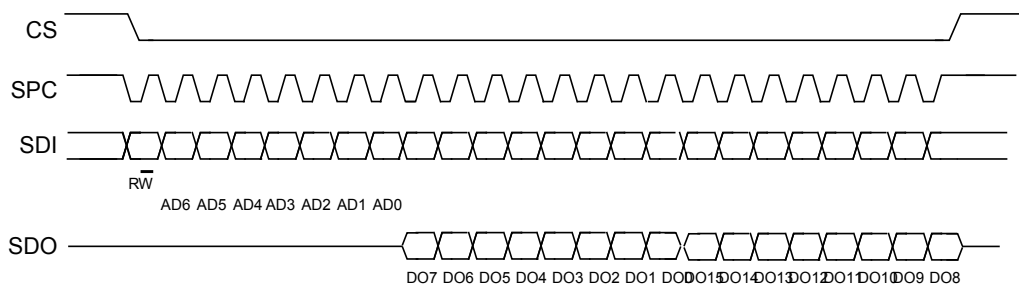 CS
SPC
SDI
RW
AD6 AD5 AD4 AD3 AD2 AD1 AD0
SDO
DO7 DO6 DO5 DO4 DO3 DO2 DO1 DO0 DO15 DO14 DO13 DO12 DO11 DO10 DO9 DO8